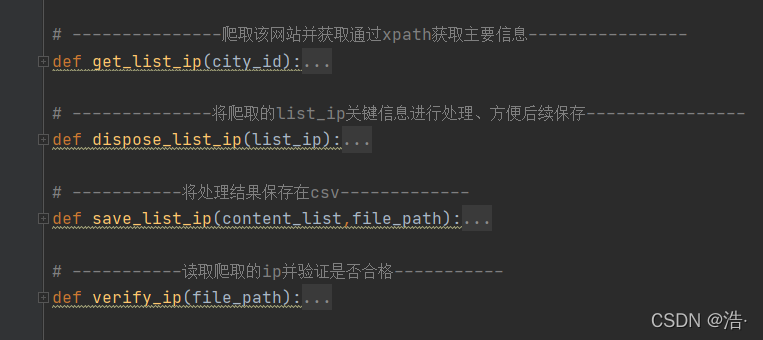 # ---------------爬取该网站并获取通过xpath获取主要信息----------------
def get_list_ip(city_id):...
# --------------将爬取的list_ip关键信息进行处理、方便后续保存----------------
def dispose_list_ip(list_ip):...
# -----------将处理结果保存在csv-------------
def save_list_ip(content_list,file_path):...
# -----------读取爬取的ip并验证是否合格-----------
def verify_ip(file_path):...
CSDN @浩·